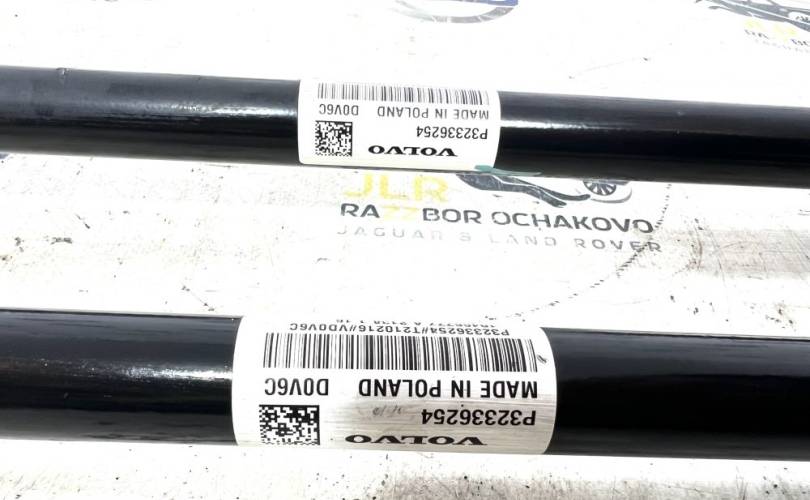 VOLVO
P32336254
MADE IN POLAND D0V6C
JLR
RAZZBOR OCHAKOVO
JAGUAR & LAND ROVER
VOLVO
P32336254
MADE IN POLAND D0V6C
P32336254#T210216#VD0V6C